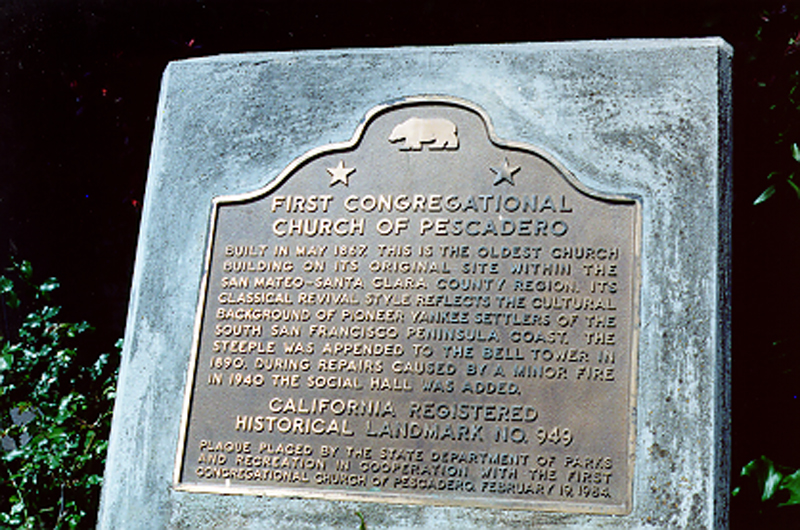 FIRST CONGREGATIONAL
CHURCH OF PESCADERO
BUILT IN MAY 1867, THIS IS THE OLDEST CHURCH
BUILDING ON ITS ORIGINAL SITE WITHIN THE
SAN MATEO-SANTA CLARA COUNTY REGION. ITS
CLASSICAL REVIVAL STYLE REFLECTS THE CULTURAL
BACKGROUND OF PIONEER YANKEE SETTLERS OF THE
SOUTH SAN FRANCISCO PENINSULA COAST. THE
STEEPLE WAS APPENDED TO THE BELL TOWER IN
1890. DURING REPAIRS CAUSED BY A MINOR FIRE
IN 1940 THE SOCIAL HALL WAS ADDED.
CALIFORNIA REGISTERED
HISTORICAL LANDMARK NO. 949
PLAQUE PLACED BY THE STATE DEPARTMENT OF PARKS
AND RECREATION IN COOPERATION WITH THE FIRST
CONGREGATIONAL CHURCH OF PESCADERO, FEBRUARY 19, 1984.